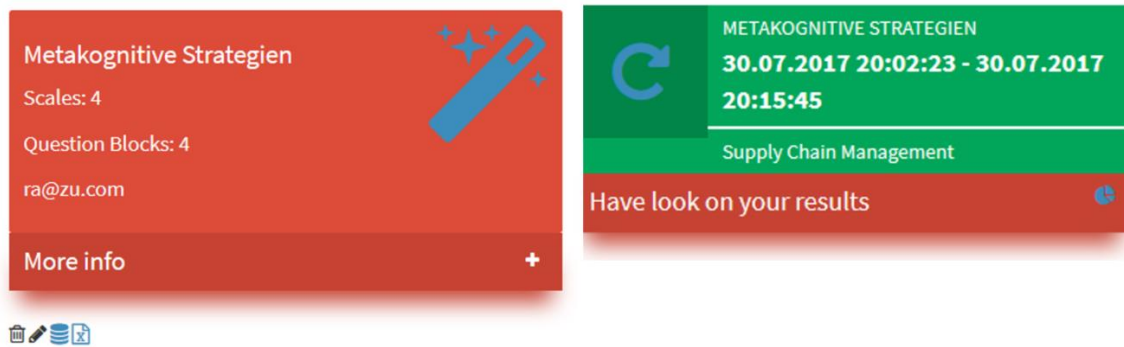 Metakognitive Strategien
Scales: 4
Question Blocks: 4
ra@zu.com
More info
METAKOGNITIVE STRATEGIEN
30.07.2017 20:02:23 - 30.07.2017
20:15:45
Supply Chain Management
Have look on your results